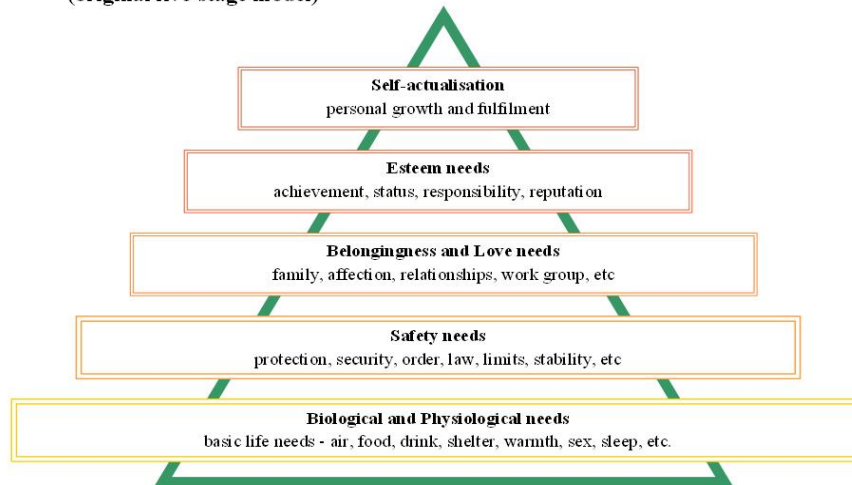 Self-actualisation
personal growth and fulfilment
Esteem needs
achievement, status, responsibility, reputation
Belongingness and Love needs
family, affection, relationships, work group, etc
Safety needs
protection, security, order, law, limits, stability, etc
Biological and Physiological needs
basic life needs - air, food, drink, shelter, warmth, sex, sleep, etc.